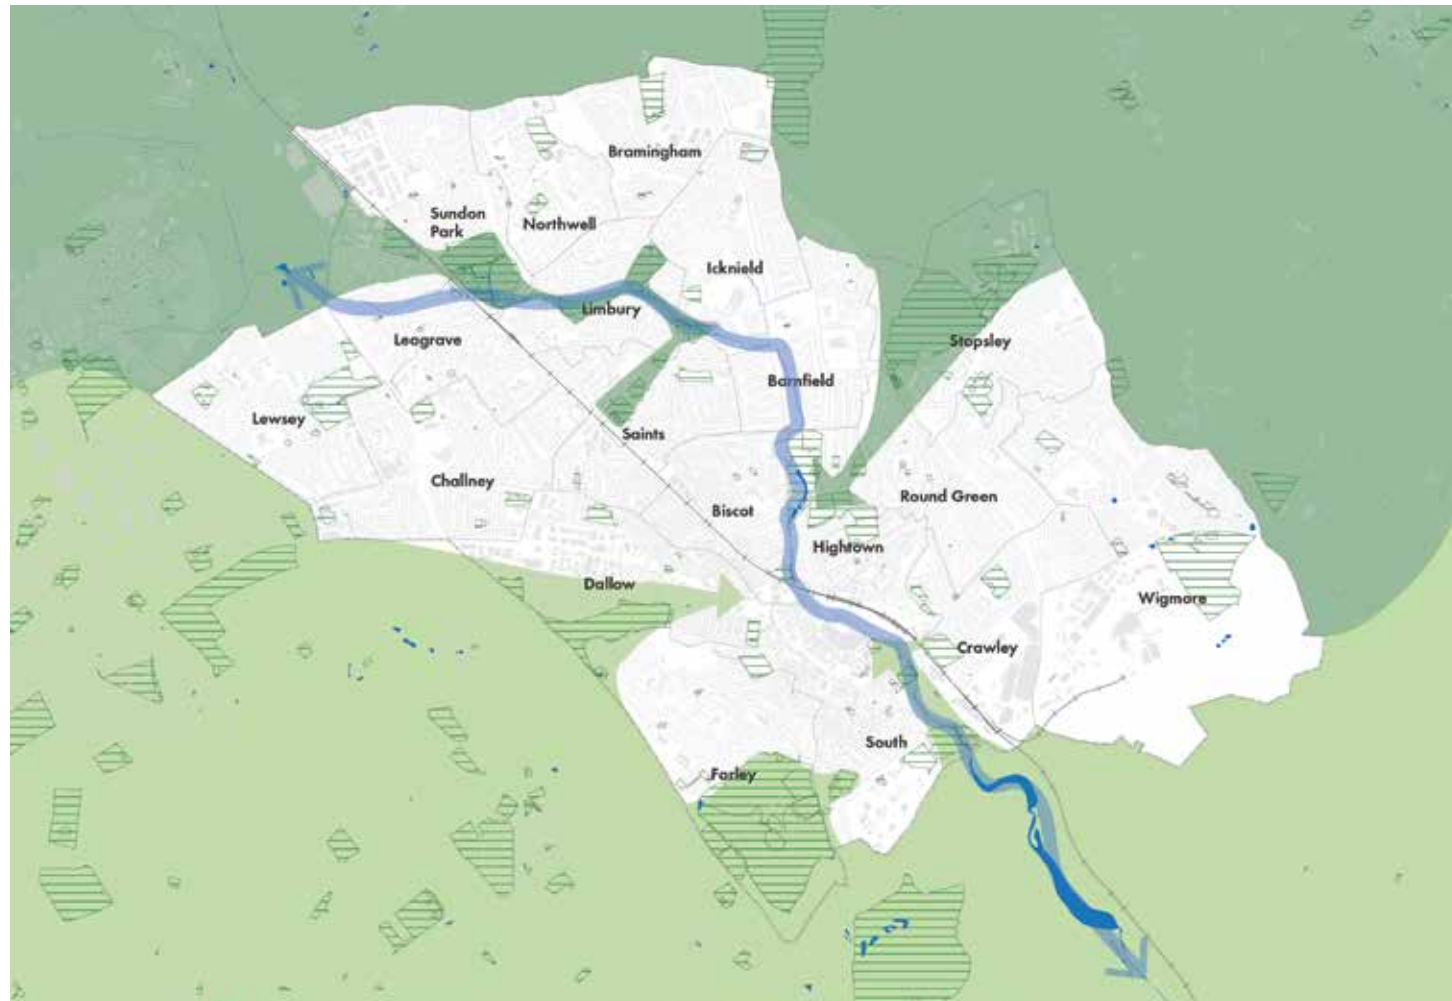 Bramingham
Sundon
Park
Northwell
Icknield
Limbury
Leagrave
Stopsley
Barnfield
Lewsey
Saints
Challney
Biscot
Round Green
Hightown
Dallow
Wigmore
Crawley
South
Farley